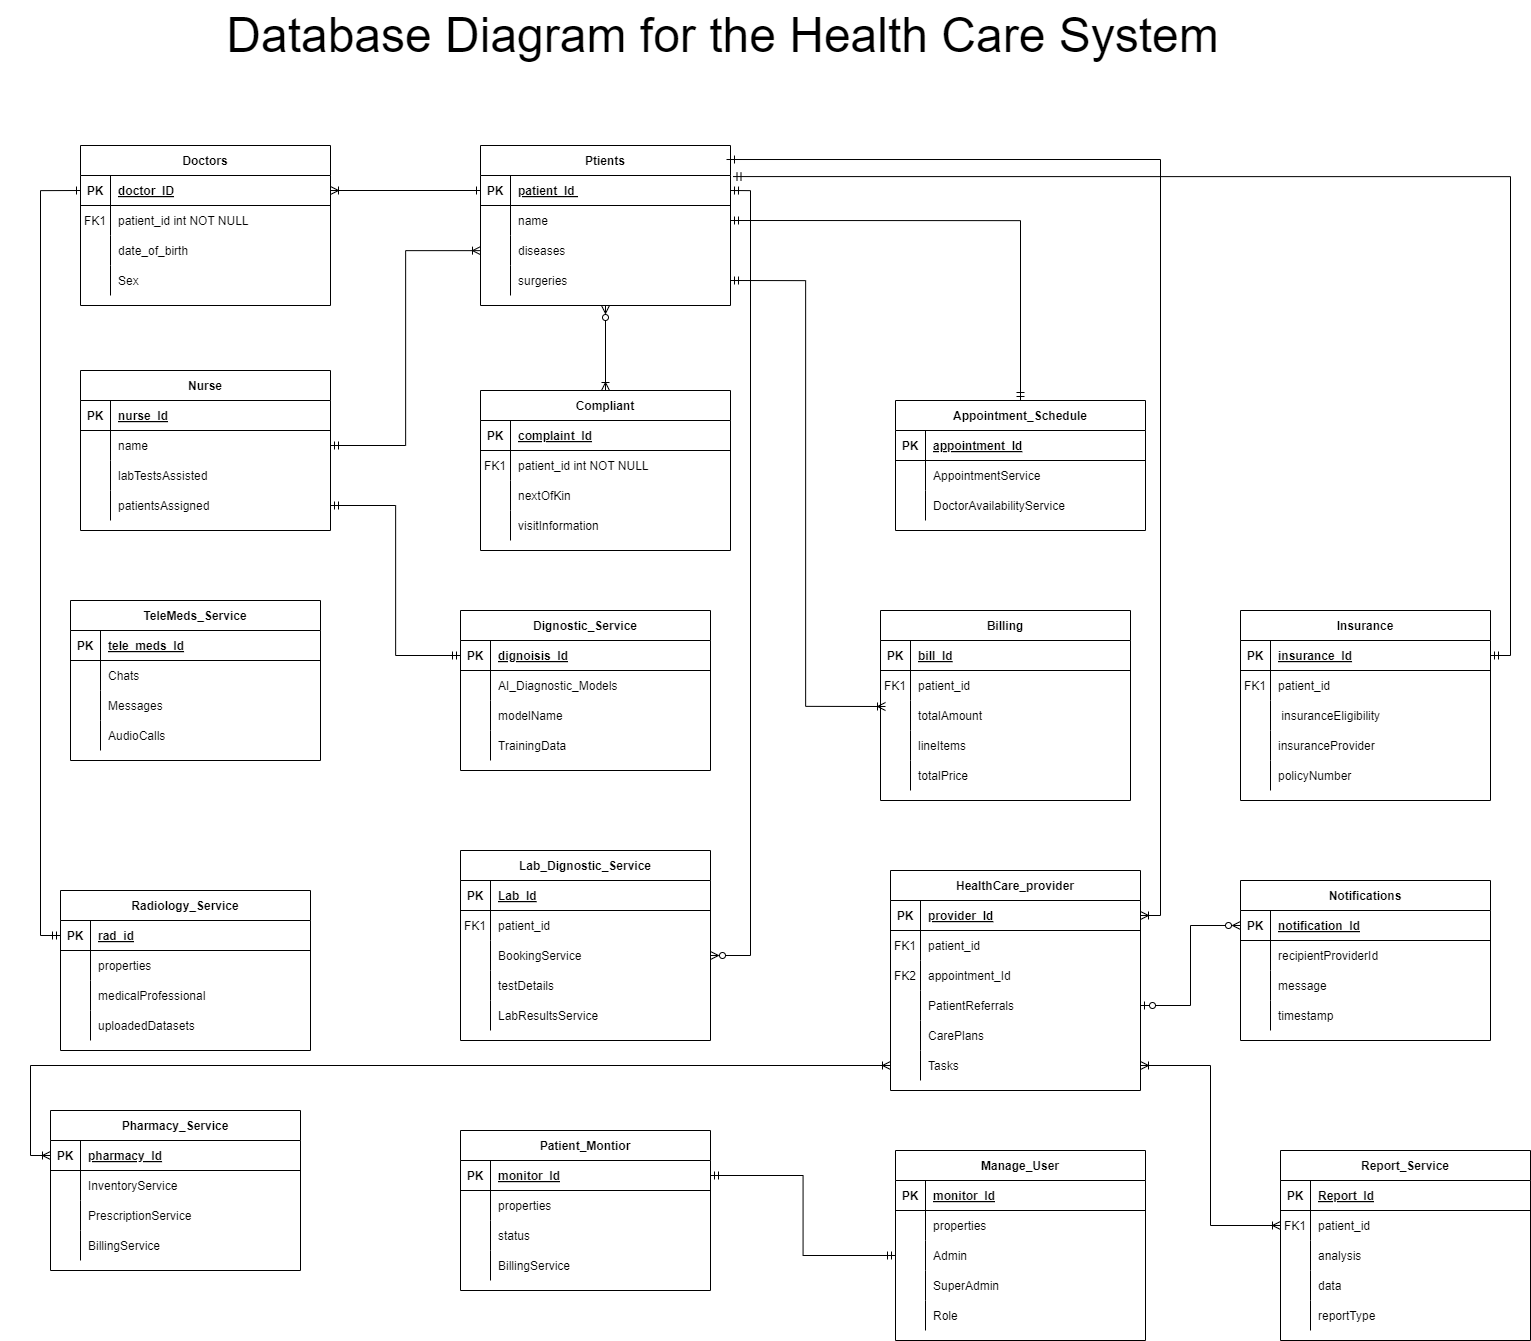 Database Diagram for the Health Care System
Doctors
PK doctor_ID
FK1 patient_id int NOT NULL
date_of_birth
Sex
Ptients
PK patient_Id
name
diseases
surgeries
Nurse
PK nurse_Id
name
labTestsAssisted
patientsAssigned
Compliant
PK complaint_Id
FK1 patient_id int NOT NULL
nextOfKin
visitInformation
Appointment_Schedule
PK appointment_Id
AppointmentService
DoctorAvailabilityService
TeleMeds_Service
PK tele_meds_Id
Chats
Messages
AudioCalls
Dignostic_Service
PK dignoisis_Id
AI_Diagnostic_Models
modelName
TrainingData
Billing
PK bill_Id
FK1 patient_id
totalAmount
lineItems
totalPrice
Insurance
PK insurance_Id
FK1 patient_id
insuranceEligibility
insuranceProvider
policyNumber
Radiology_Service
PK rad_id
properties
medicalProfessional
uploadedDatasets
Lab_Dignostic_Service
PK Lab_Id
FK1 patient_id
BookingService
testDetails
LabResultsService
HealthCare_provider
PK provider_Id
FK1 patient_id
FK2 appointment_Id
PatientReferrals
CarePlans
Tasks
Notifications
PK notification_Id
recipientProviderId
message
timestamp
Pharmacy_Service
PK pharmacy_Id
InventoryService
PrescriptionService
BillingService
Patient_Montior
PK monitor_Id
properties
status
BillingService
Manage_User
PK monitor_Id
properties
Admin
SuperAdmin
Role
Report_Service
PK Report_Id
FK1 patient_id
analysis
data
reportType